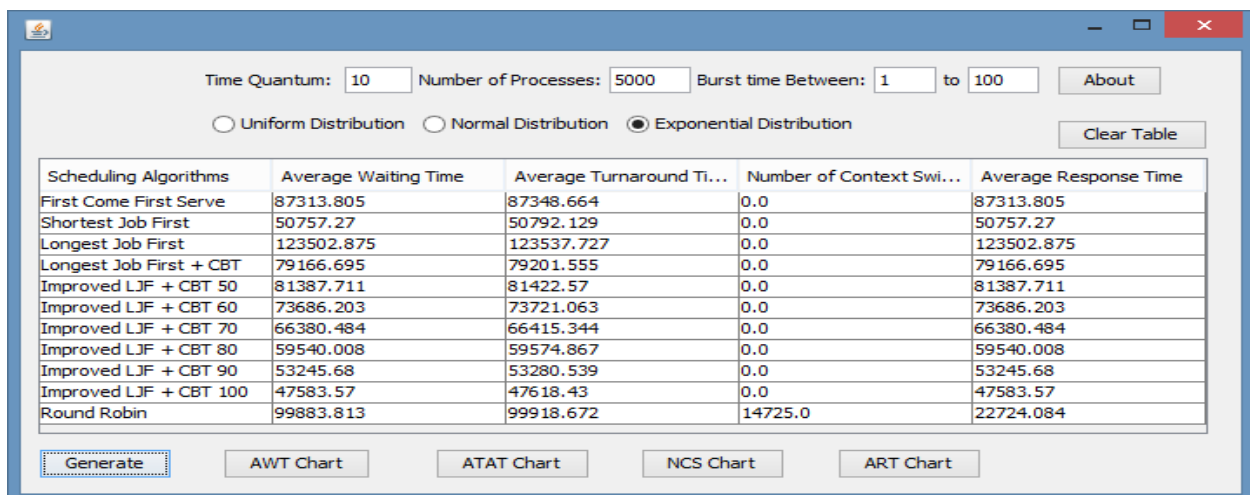 Time Quantum: 10 Number of Processes: 5000 Burst time Between: 1 to 100 About
Uniform Distribution Normal Distribution Exponential Distribution
Clear Table
Scheduling Algorithms Average Waiting Time Average Turnaround Ti... Number of Context Swi... Average Response Time
First Come First Serve 87313.805 87348.664 0.0 87313.805
Shortest Job First 50757.27 50792.129 0.0 50757.27
Longest Job First 123502.875 123537.727 0.0 123502.875
Longest Job First + CBT 79166.695 79201.555 0.0 79166.695
Improved LJF + CBT 50 81387.711 81422.57 0.0 81387.711
Improved LJF + CBT 60 73686.203 73721.063 0.0 73686.203
Improved LJF + CBT 70 66380.484 66415.344 0.0 66380.484
Improved LJF + CBT 80 59540.008 59574.867 0.0 59540.008
Improved LJF + CBT 90 53245.68 53280.539 0.0 53245.68
Improved LJF + CBT 100 47583.57 47618.43 0.0 47583.57
Round Robin 99883.813 99918.672 14725.0 22724.084
Generate AWT Chart ATAT Chart NCS Chart ART Chart